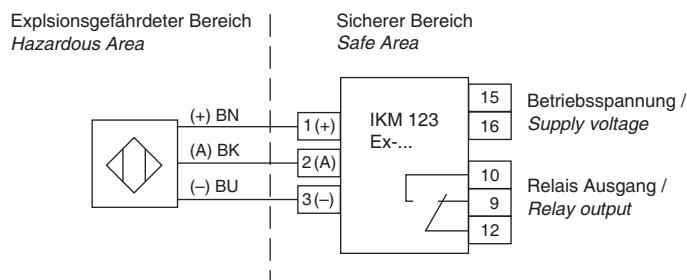 Explsionsgefährdeter Bereich
Hazardous Area
Sicherer Bereich
Safe Area
(+) BN
(A) BK
(–) BU
1 (+)
2 (A)
3 (–)
IKM 123
Ex-...
15
16
10
9
12
Betriebsspannung /
Supply voltage
Relais Ausgang /
Relay output